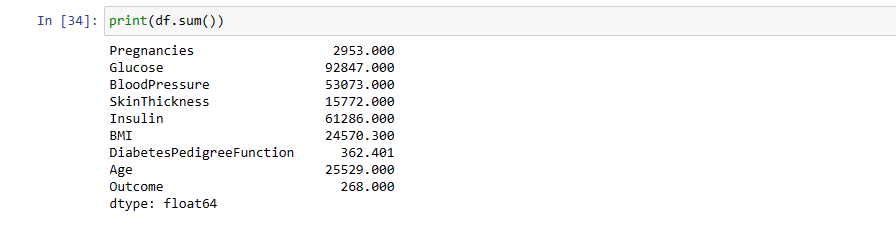 In [34]: print(df.sum())
Pregnancies 2953.000
Glucose 92847.000
BloodPressure 53073.000
SkinThickness 15772.000
Insulin 61286.000
BMI 24570.300
DiabetesPedigreeFunction 362.401
Age 25529.000
Outcome 268.000
dtype: float64